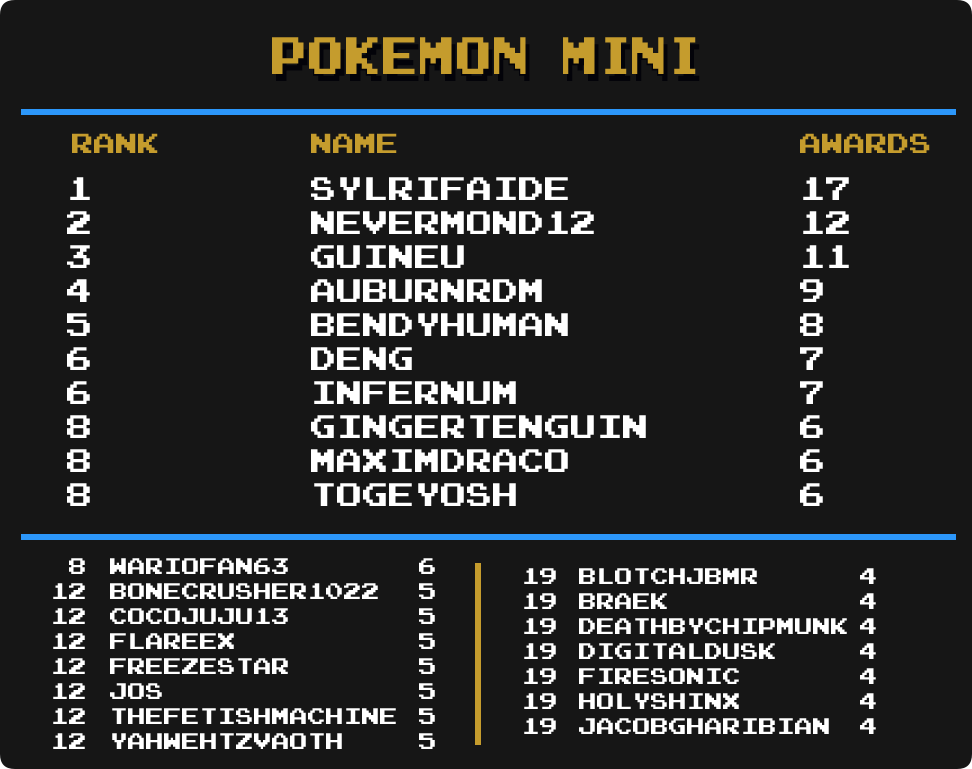 POKEMON MINI
RANK NAME AWARDS
1 SYLRIFAIDE 17
2 NEVERMOND12 12
3 GUINEU 11
4 AUBURNRDM 9
5 BENDYHUMAN 8
6 DENG 7
6 INFERNUM 7
8 GINGERTENGUIN 6
8 MAXIMDRACO 6
8 TOGEYOSH 6
8 WARIOFAN63 6
12 BONECRUSHER1022 5
12 COCOJUJU13 5
12 FLAREEX 5
12 FREEZESTAR 5
12 JOS 5
12 THEFETISHMACHINE 5
12 YAHWEHTZVAOTH 5
19 BLOTCHJBMR 4
19 BRAEK 4
19 DEATHBYCHIPMUNK 4
19 DIGITALDUSK 4
19 FIRESONIC 4
19 HOLYSHINX 4
19 JACOBGHARIBIAN 4